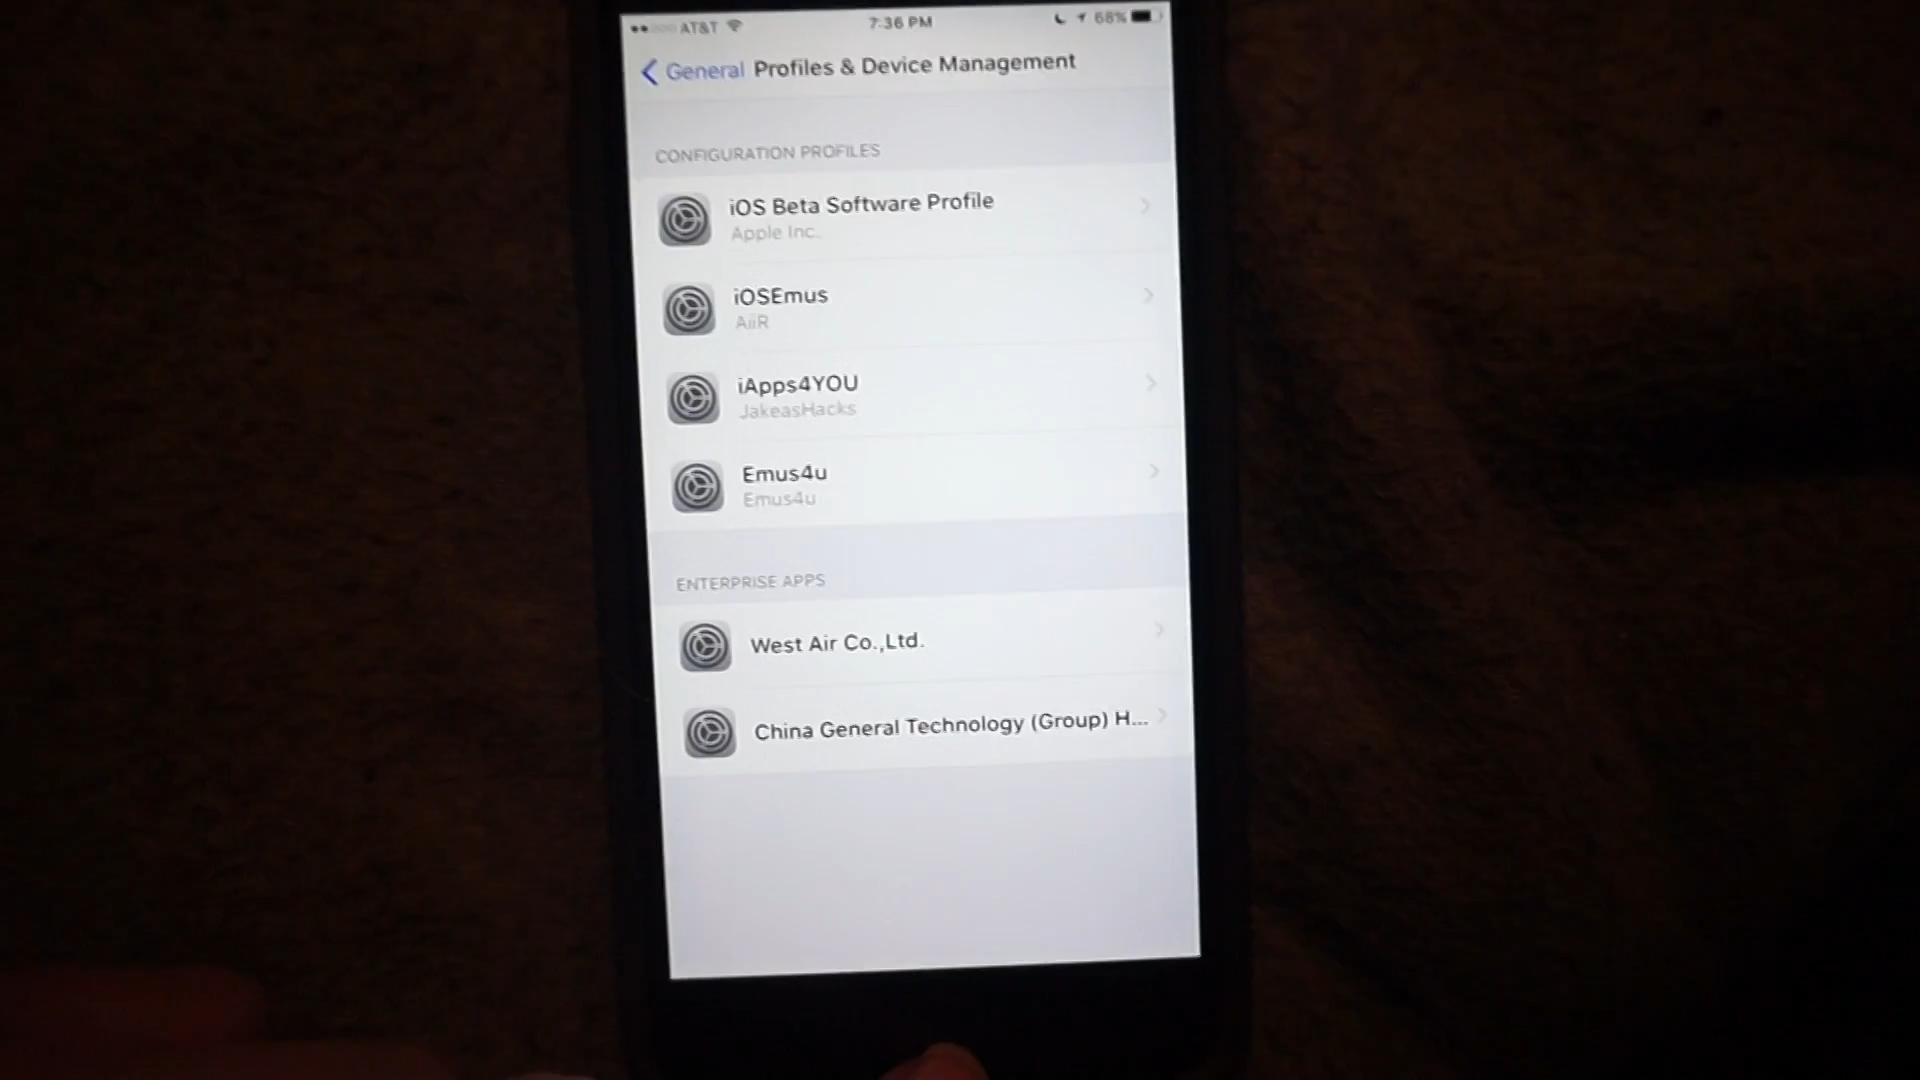 AT&T 7:36 PM 68%
General Profiles & Device Management
CONFIGURATION PROFILES
iOS Beta Software Profile
Apple Inc.
iOSEmus
AiiR
iApps4YOU
JakeasHacks
Emus4u
Emus4u
ENTERPRISE APPS
West Air Co.,Ltd.
China General Technology (Group) H...